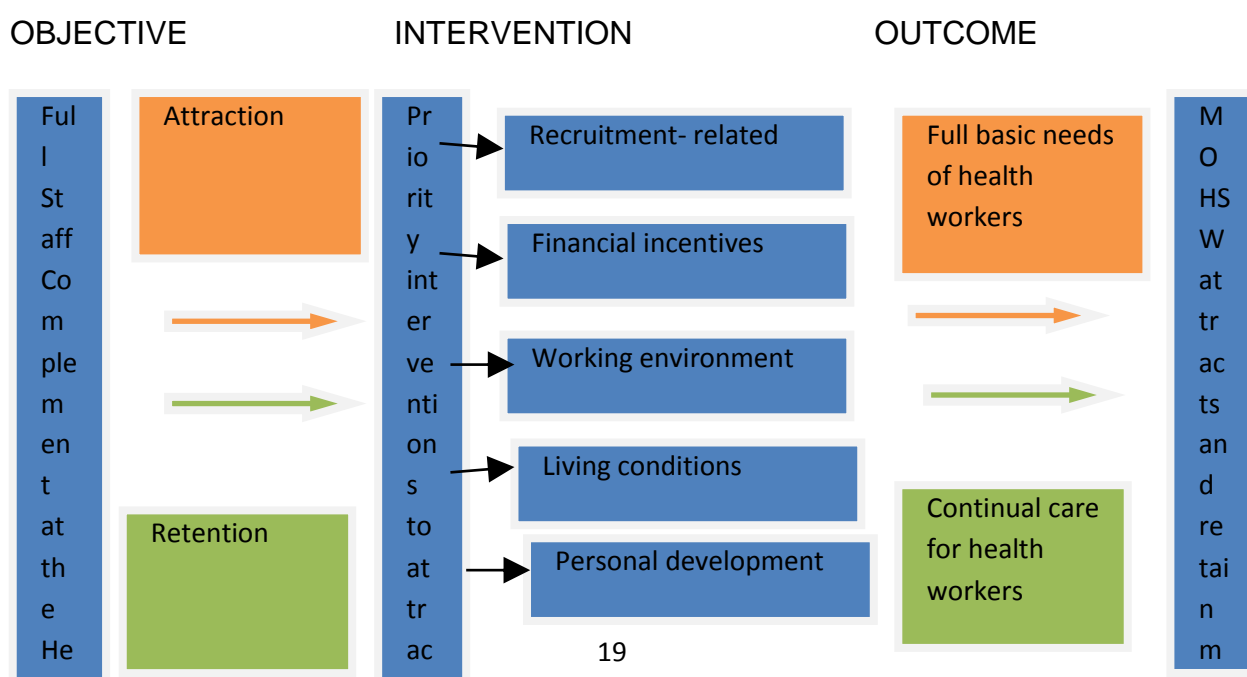 OBJECTIVE
INTERVENTION
OUTCOME
Ful
l
St
aff
Co
m
ple
m
en
t
at
th
e
He
Attraction
Retention
Pr
io
rit
y
int
er
ve
nti
on
s
to
at
tr
ac
Recruitment- related
Financial incentives
Working environment
Living conditions
Personal development
Full basic needs
of health
workers
Continual care
for health
workers
M
O
HS
W
at
tr
ac
ts
an
d
re
tai
n
m
19